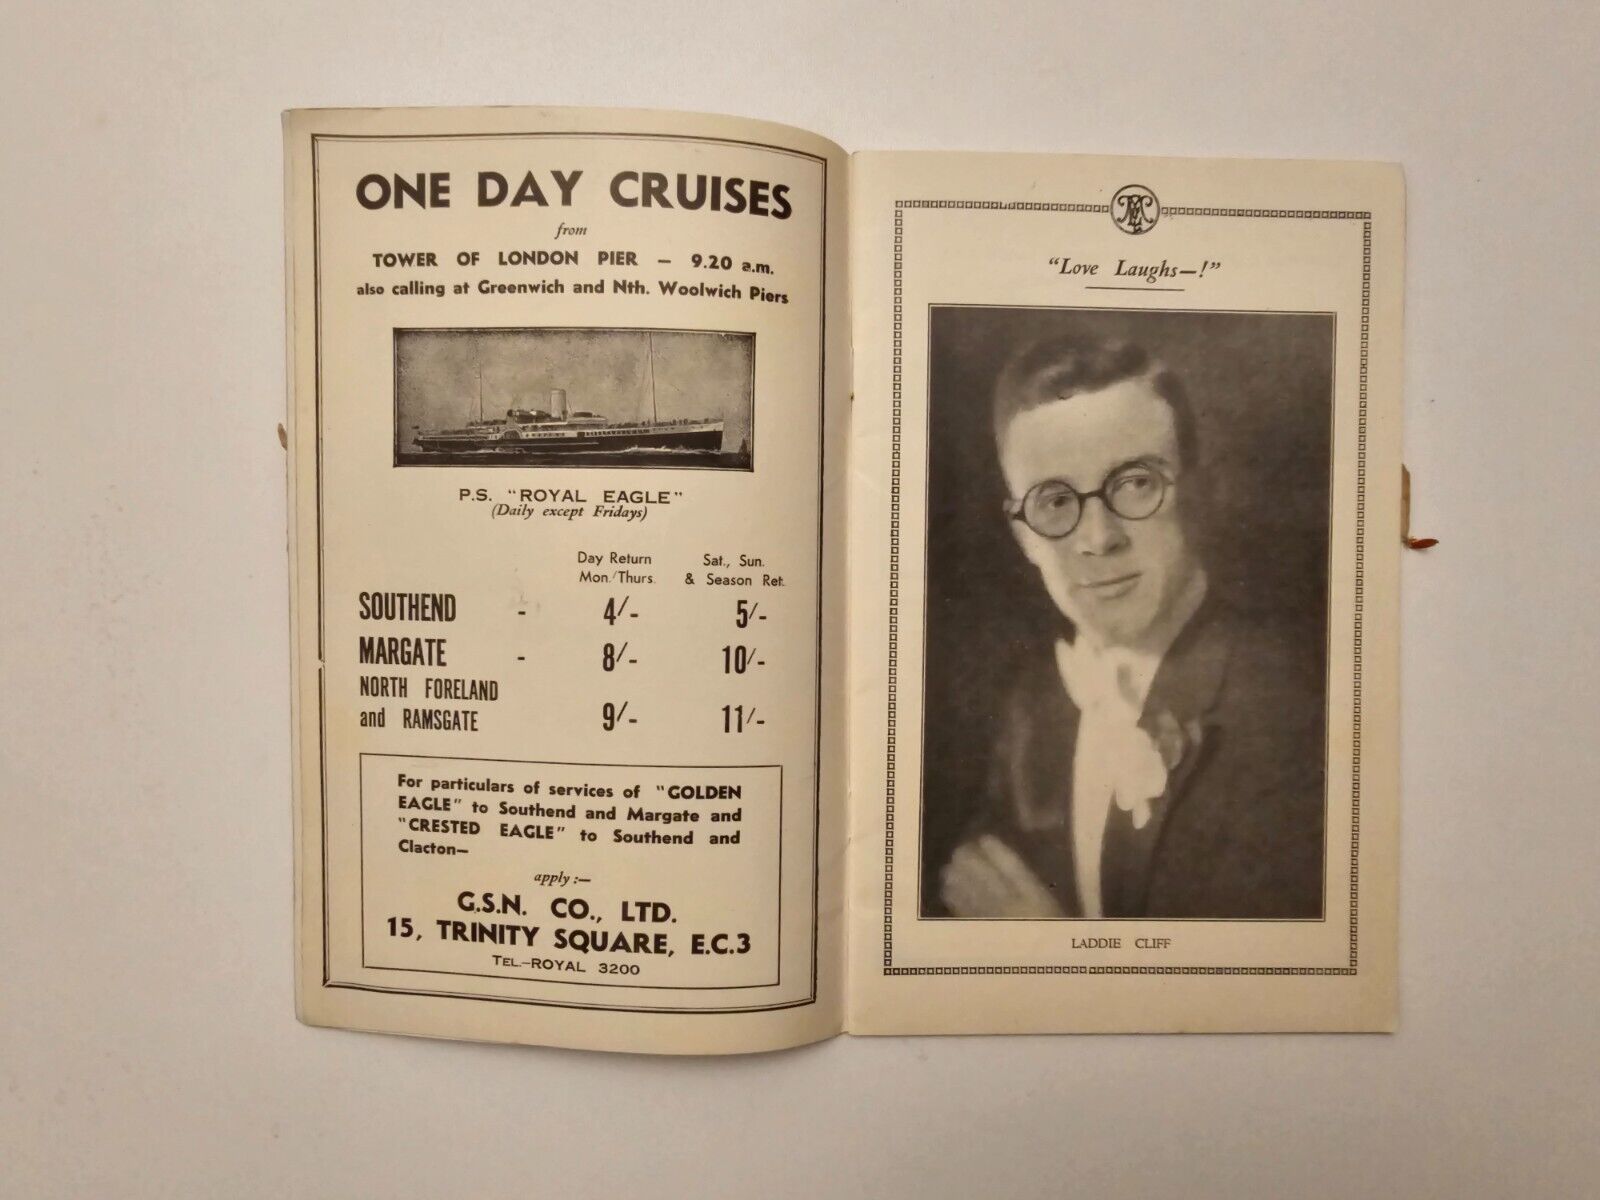 ONE DAY CRUISES
from
TOWER OF LONDON PIER — 9.20 a.m.
also calling at Greenwich and Nth. Woolwich Piers
P.S. "ROYAL EAGLE"
(Daily except Fridays)
Day Return Sat., Sun.
Mon./Thurs. & Season Ret.
SOUTHEND - 4/- 5/-
MARGATE - 8/- 10/-
NORTH FORELAND
and RAMSGATE 9/- 11/-
For particulars of services of "GOLDEN
EAGLE" to Southend and Margate and
"CRESTED EAGLE" to Southend and
Clacton—
apply :—
G.S.N. CO., LTD.
15, TRINITY SQUARE, E.C.3
TEL.—ROYAL 3200
"Love Laughs—!"
LADDIE CLIFF